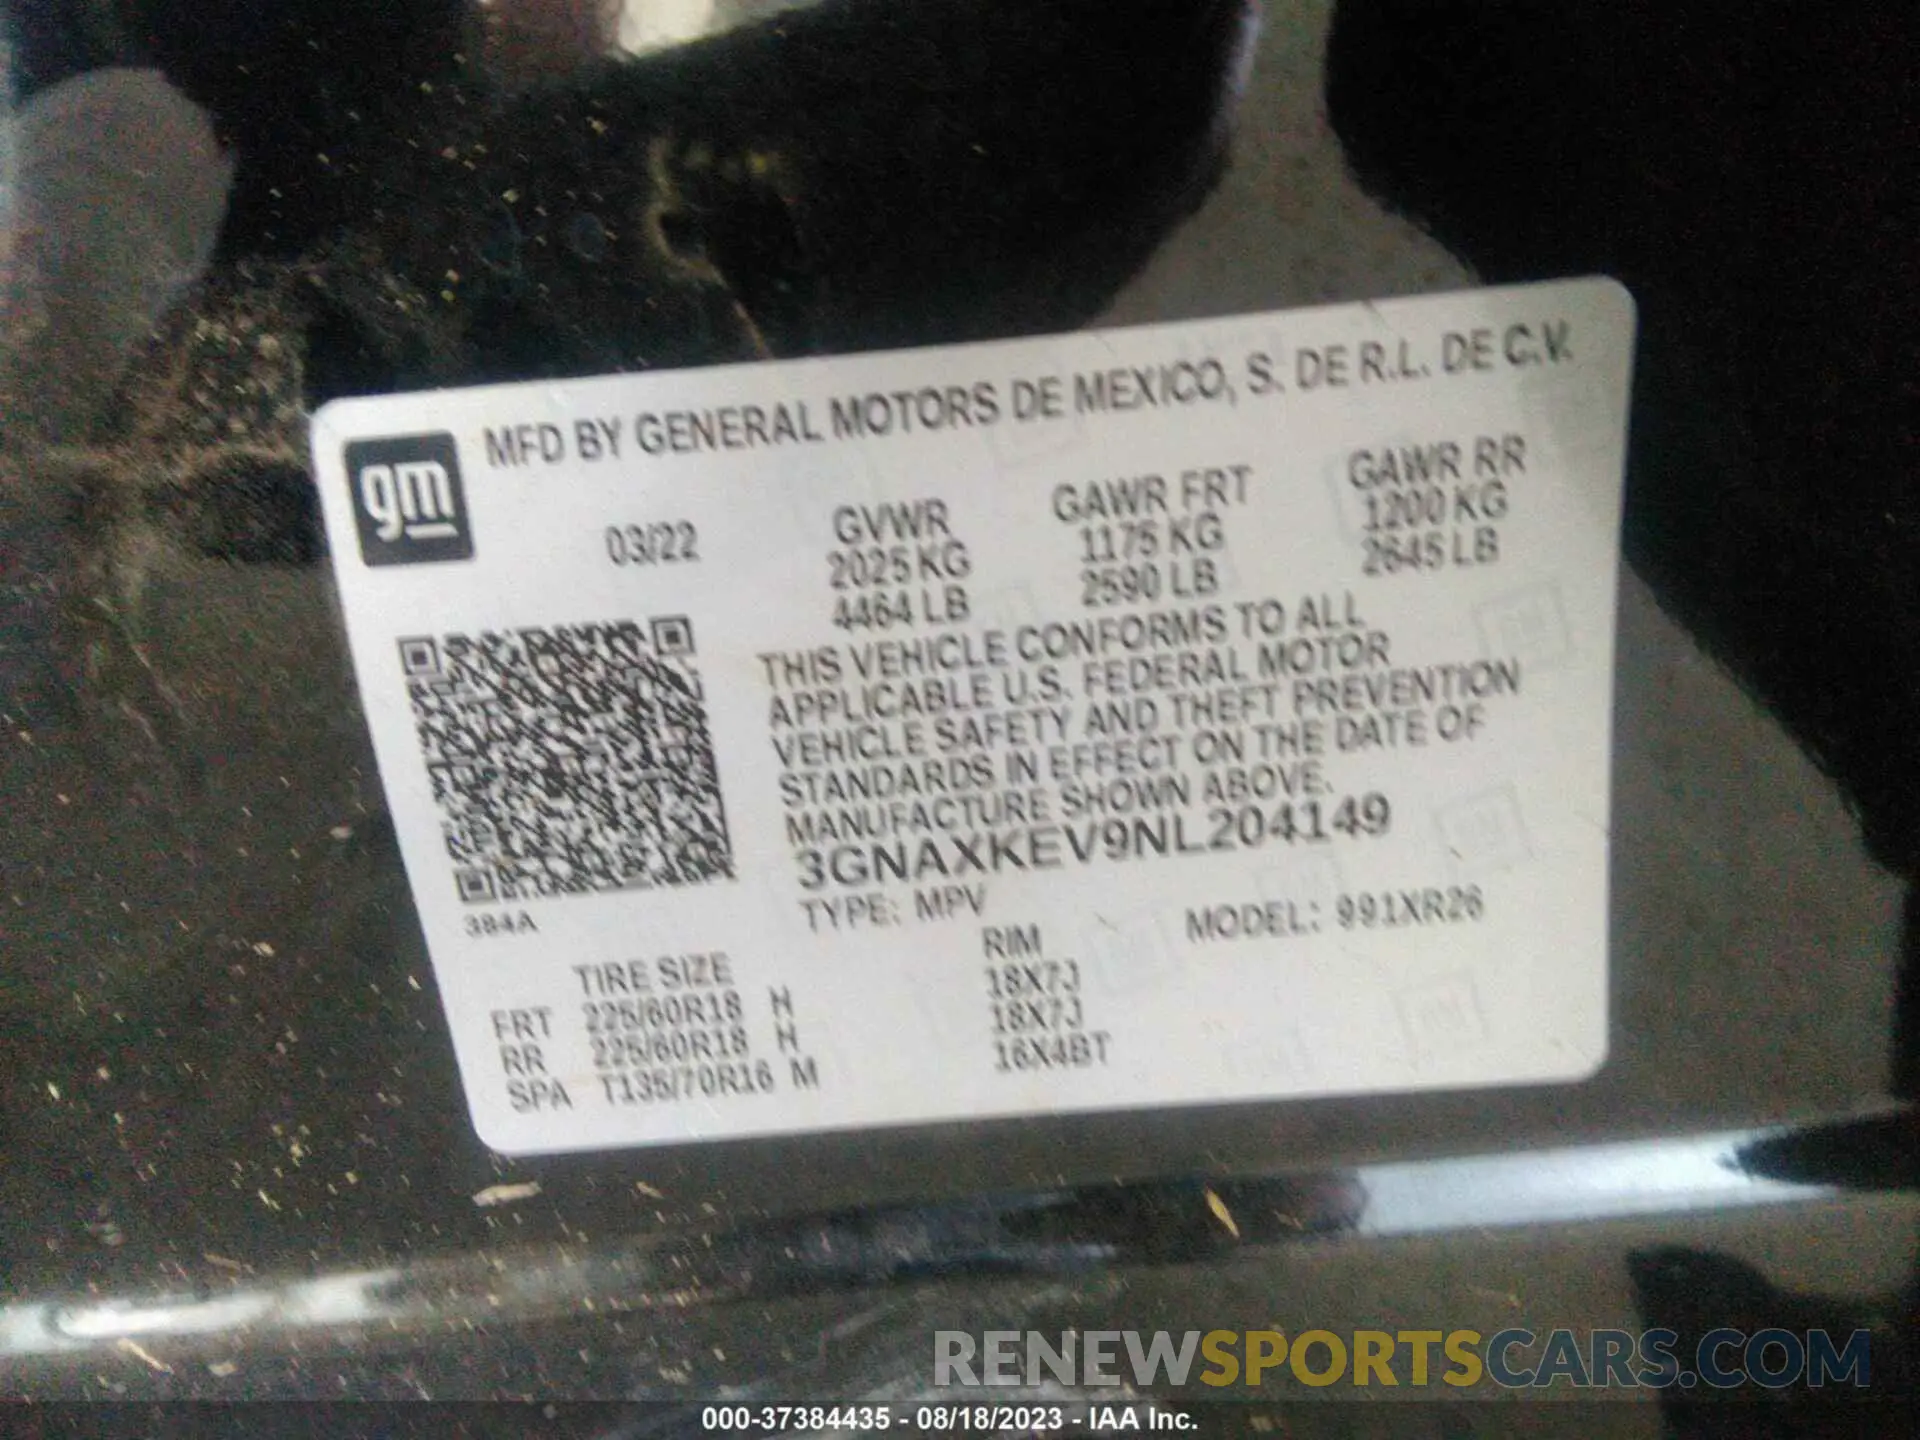 MFD BY GENERAL MOTORS DE MEXICO, S. DE R.L. DE C.V.
gm
03/22
GVWR
2025 KG
4464 LB
GAWR FRT
1175 KG
2590 LB
GAWR RR
1200 KG
2645 LB
THIS VEHICLE CONFORMS TO ALL
APPLICABLE U.S. FEDERAL MOTOR
VEHICLE SAFETY AND THEFT PREVENTION
STANDARDS IN EFFECT ON THE DATE OF
MANUFACTURE SHOWN ABOVE.
3GNAXKEV9NL204149
TYPE: MPV
MODEL: 991XR26
384A
TIRE SIZE RIM
FRT 225/60R18 H 18X7J
RR 225/60R18 H 18X7J
SPA T135/70R16 M 16X4BT
RENEWSPORTSCARS.COM
000-37384435 - 08/18/2023 - IAA Inc.